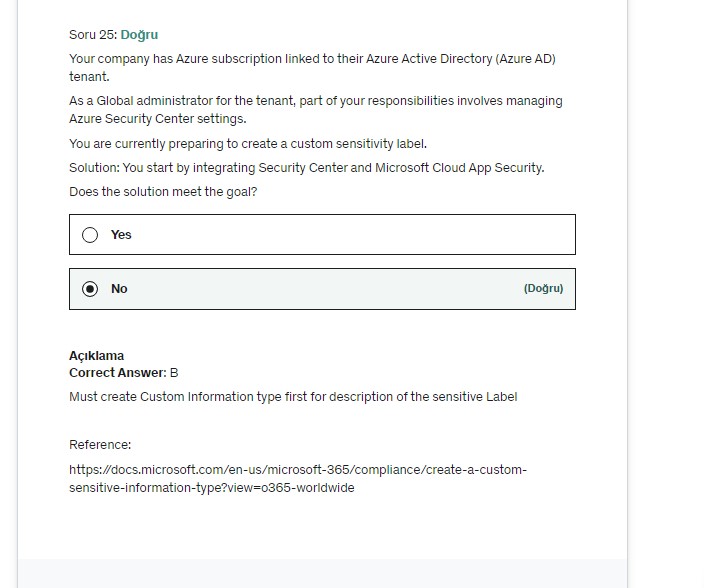 Soru 25: Doğru
Your company has Azure subscription linked to their Azure Active Directory (Azure AD)
tenant.
As a Global administrator for the tenant, part of your responsibilities involves managing
Azure Security Center settings.
You are currently preparing to create a custom sensitivity label.
Solution: You start by integrating Security Center and Microsoft Cloud App Security.
Does the solution meet the goal?
Yes
No (Doğru)
Açıklama
Correct Answer: B
Must create Custom Information type first for description of the sensitive Label
Reference:
https://docs.microsoft.com/en-us/microsoft-365/compliance/create-a-custom-
sensitive-information-type?view=o365-worldwide